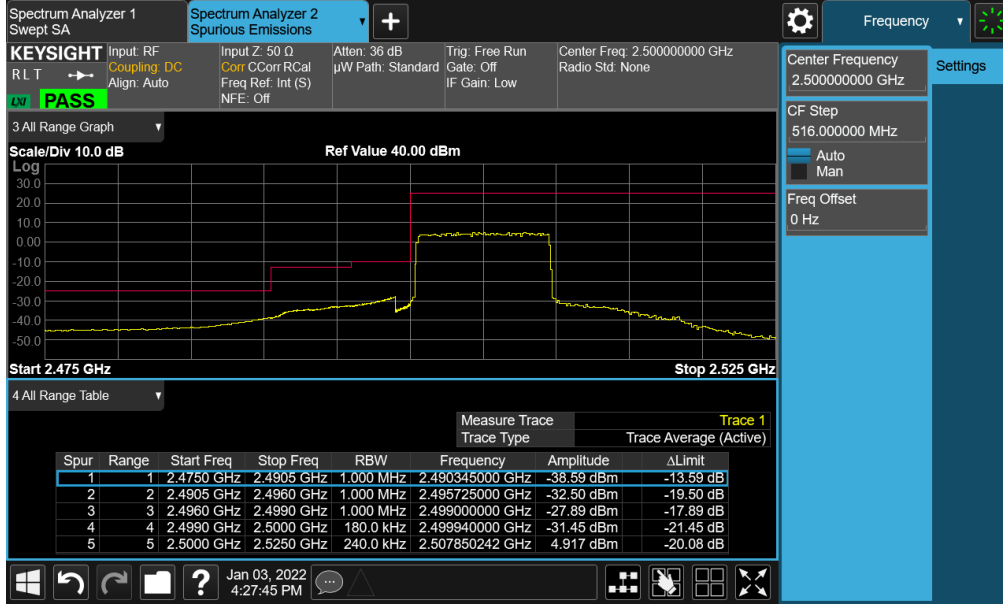 Spectrum Analyzer 1
Swept SA
Spectrum Analyzer 2
Spurious Emissions
Frequency
KEYSIGHT
R L T
LXI
PASS
Input: RF
Coupling: DC
Align: Auto
Input Z: 50 Ω
Corr CCorr RCal
Freq Ref: Int (S)
NFE: Off
Atten: 36 dB
µW Path: Standard
Trig: Free Run
Gate: Off
IF Gain: Low
Center Freq: 2.500000000 GHz
Radio Std: None
Center Frequency
2.500000000 GHz
Settings
CF Step
516.000000 MHz
Auto
Man
Freq Offset
0 Hz
3 All Range Graph
Scale/Div 10.0 dB
Ref Value 40.00 dBm
Log
30.0
20.0
10.0
0.00
-10.0
-20.0
-30.0
-40.0
-50.0
Start 2.475 GHz
Stop 2.525 GHz
4 All Range Table
Measure Trace Trace 1
Trace Type Trace Average (Active)
Spur Range Start Freq Stop Freq RBW Frequency Amplitude ΔLimit
1 1 2.4750 GHz 2.4905 GHz 1.000 MHz 2.490345000 GHz -38.59 dBm -13.59 dB
2 2 2.4905 GHz 2.4960 GHz 1.000 MHz 2.495725000 GHz -32.50 dBm -19.50 dB
3 3 2.4960 GHz 2.4990 GHz 1.000 MHz 2.499000000 GHz -27.89 dBm -17.89 dB
4 4 2.4990 GHz 2.5000 GHz 180.0 kHz 2.499940000 GHz -31.45 dBm -21.45 dB
5 5 2.5000 GHz 2.5250 GHz 240.0 kHz 2.507850242 GHz 4.917 dBm -20.08 dB
?
Jan 03, 2022
4:27:45 PM